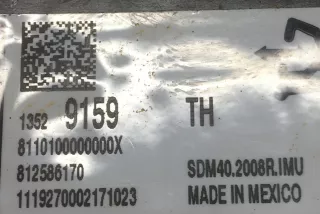 1352 9159 TH
8110100000000X
812586170 SDM40.2008R.IMU
1119270002171023 MADE IN MEXICO